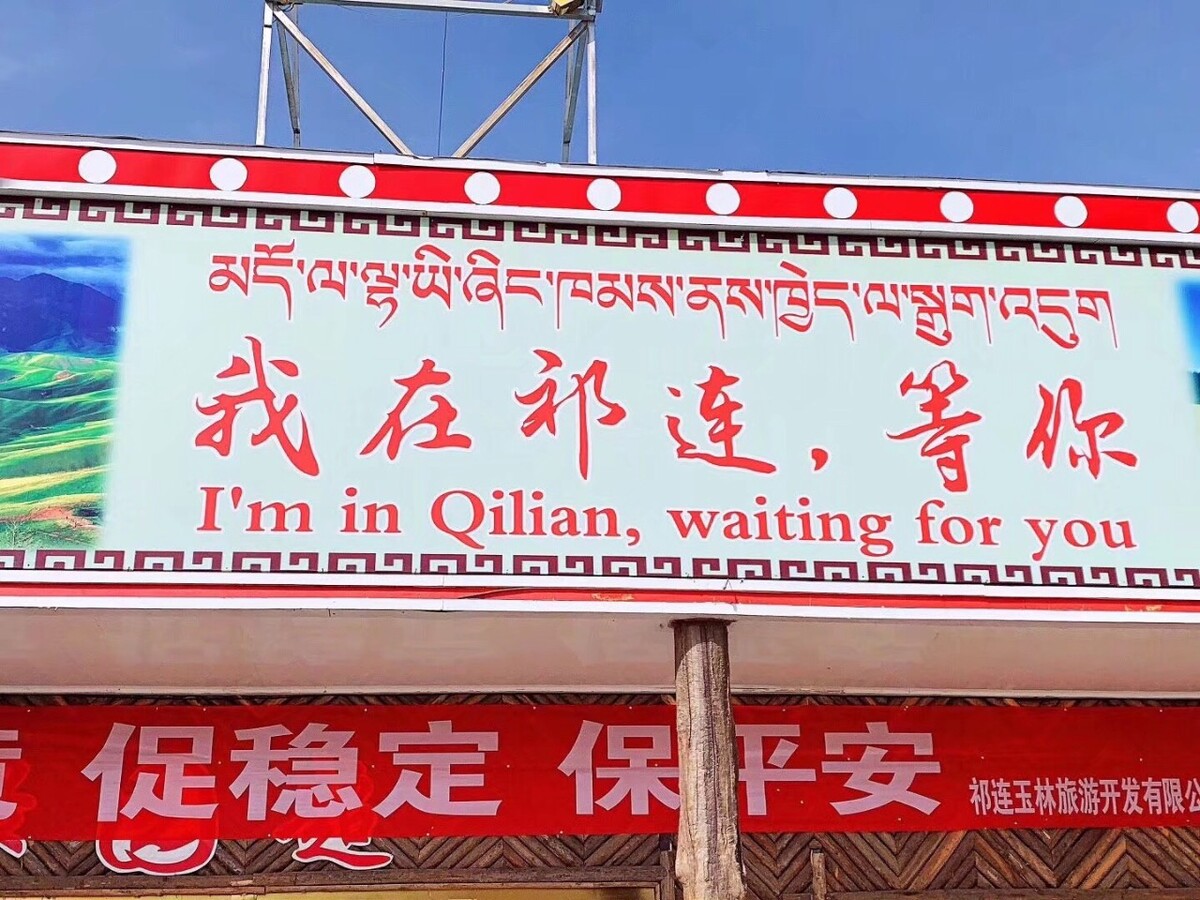 མདོ་ལ་ལྷ་ཡི་ཞིང་ཁམས་ནས་ཁྱེད་ལ་སྒུག་འདུག
我在祁连，等你
I'm in Qilian, waiting for you
促稳定 保平安
祁连玉林旅游开发有限公